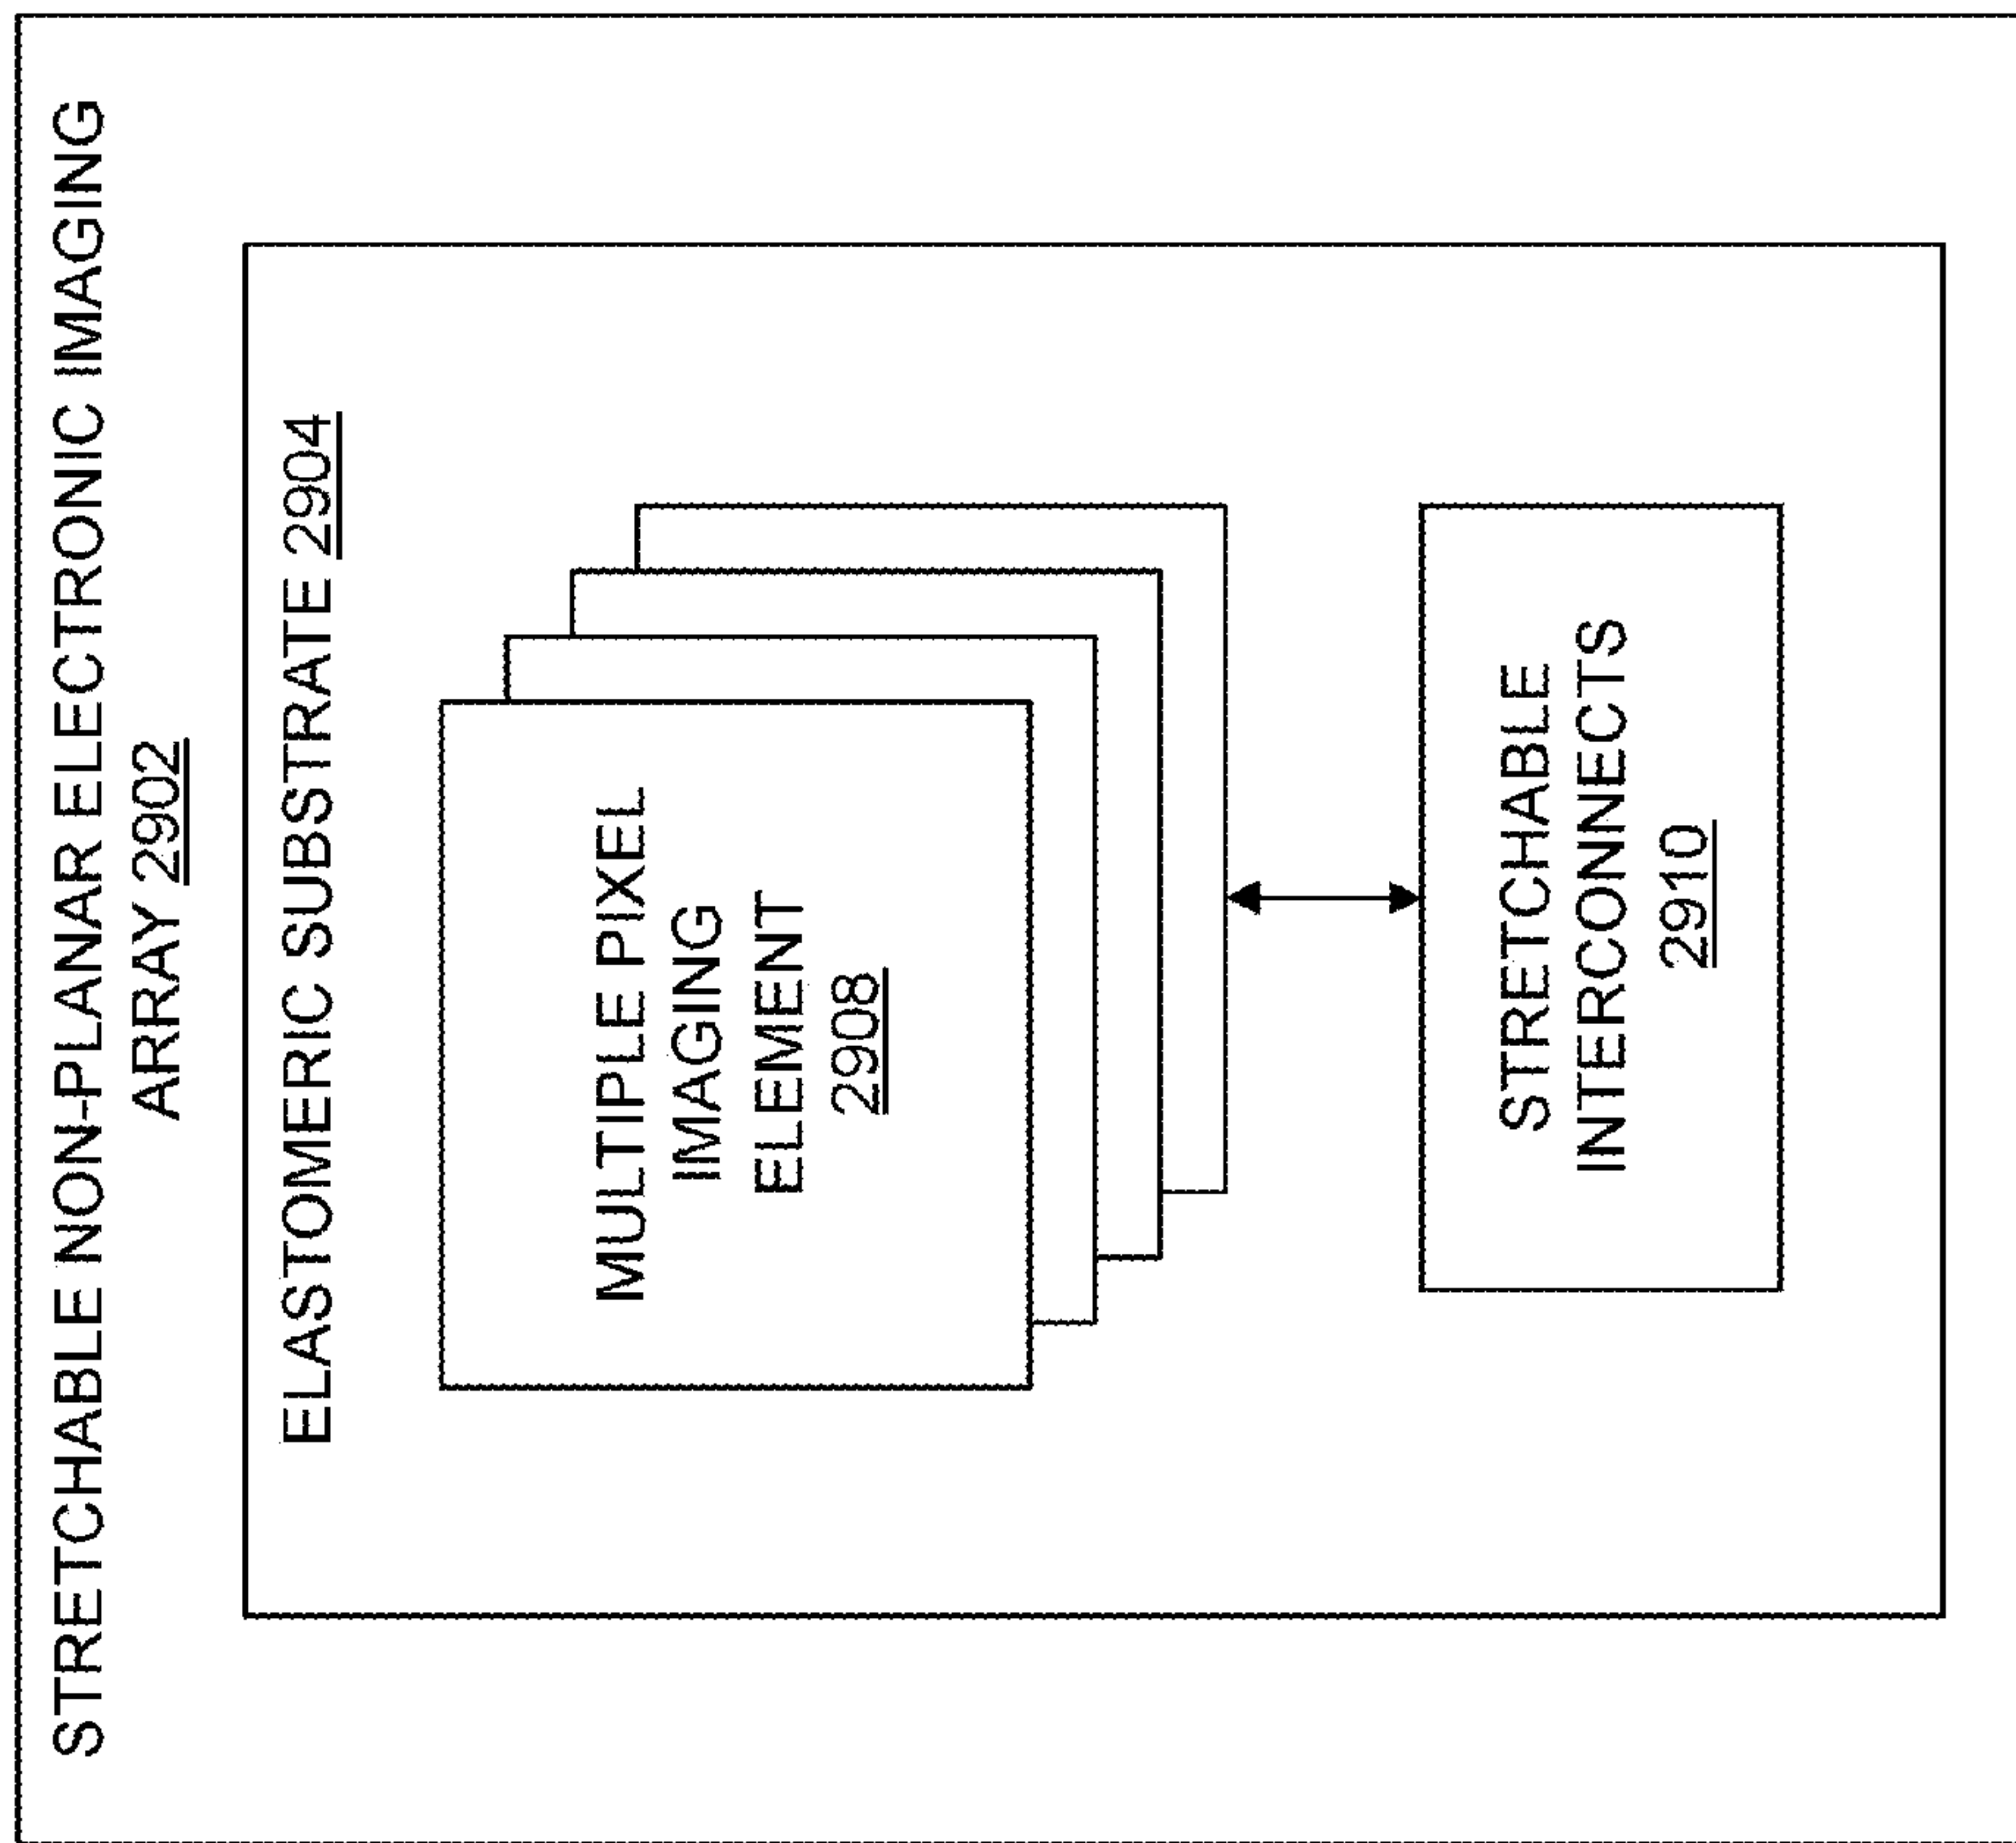 STRETCHABLE NON-PLANAR ELECTRONIC IMAGING
ARRAY 2902
ELASTOMERIC SUBSTRATE 2904
MULTIPLE PIXEL
IMAGING
ELEMENT
2908
STRETCHABLE
INTERCONNECTS
2910